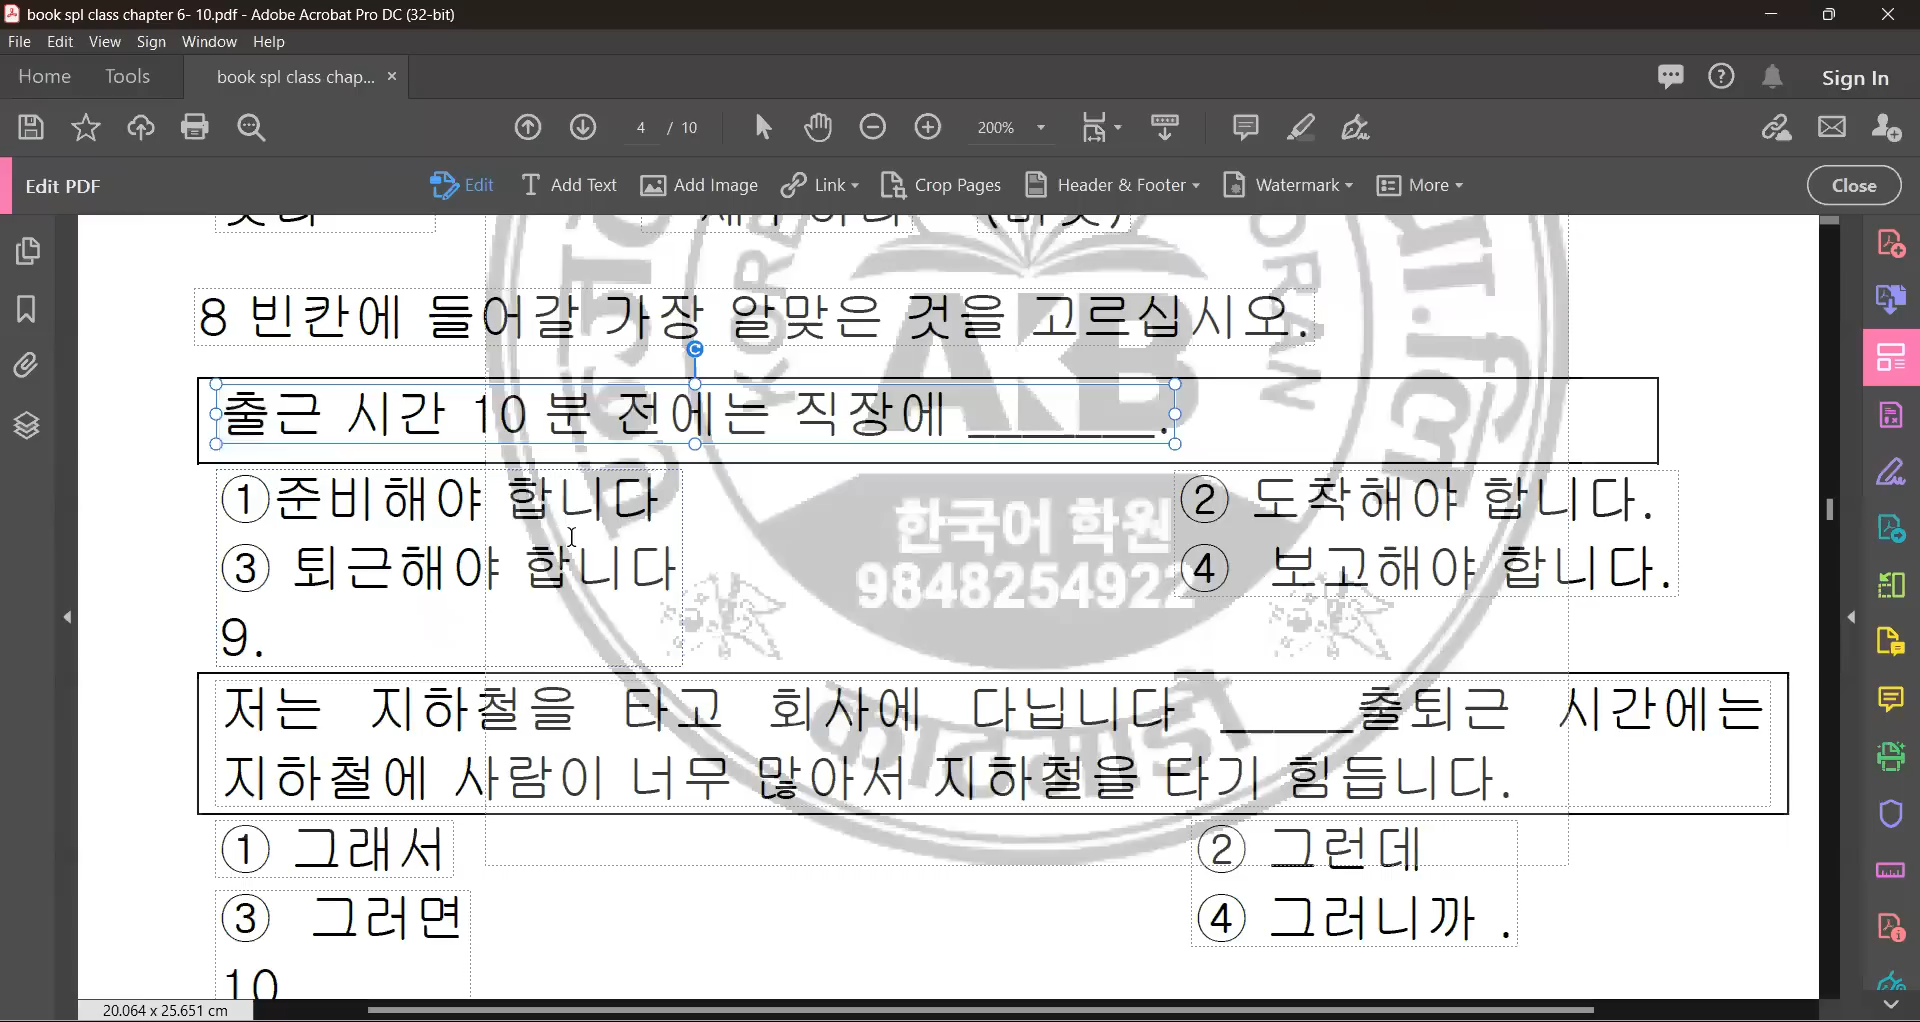 book spl class chapter 6- 10.pdf - Adobe Acrobat Pro DC (32-bit)
File Edit View Sign Window Help
Home Tools book spl class chap... × Sign In
4 / 10 200%
Edit PDF Edit Add Text Add Image Link Crop Pages Header & Footer Watermark More Close
8 빈칸에 들어갈 가장 알맞은 것을 고르십시오.
출근 시간 10 분 전에는 직장에 _______.
①준비해야 합니다 ② 도착해야 합니다.
③ 퇴근해야 합니다 ④ 보고해야 합니다.
9.
저는 지하철을 타고 회사에 다닙니다 _____출퇴근 시간에는
지하철에 사람이 너무 많아서 지하철을 타기 힘듭니다.
① 그래서 ② 그런데
③ 그러면 ④ 그러니까 .
10
AKB
한국어 학원
9848254922
20.064 x 25.651 cm